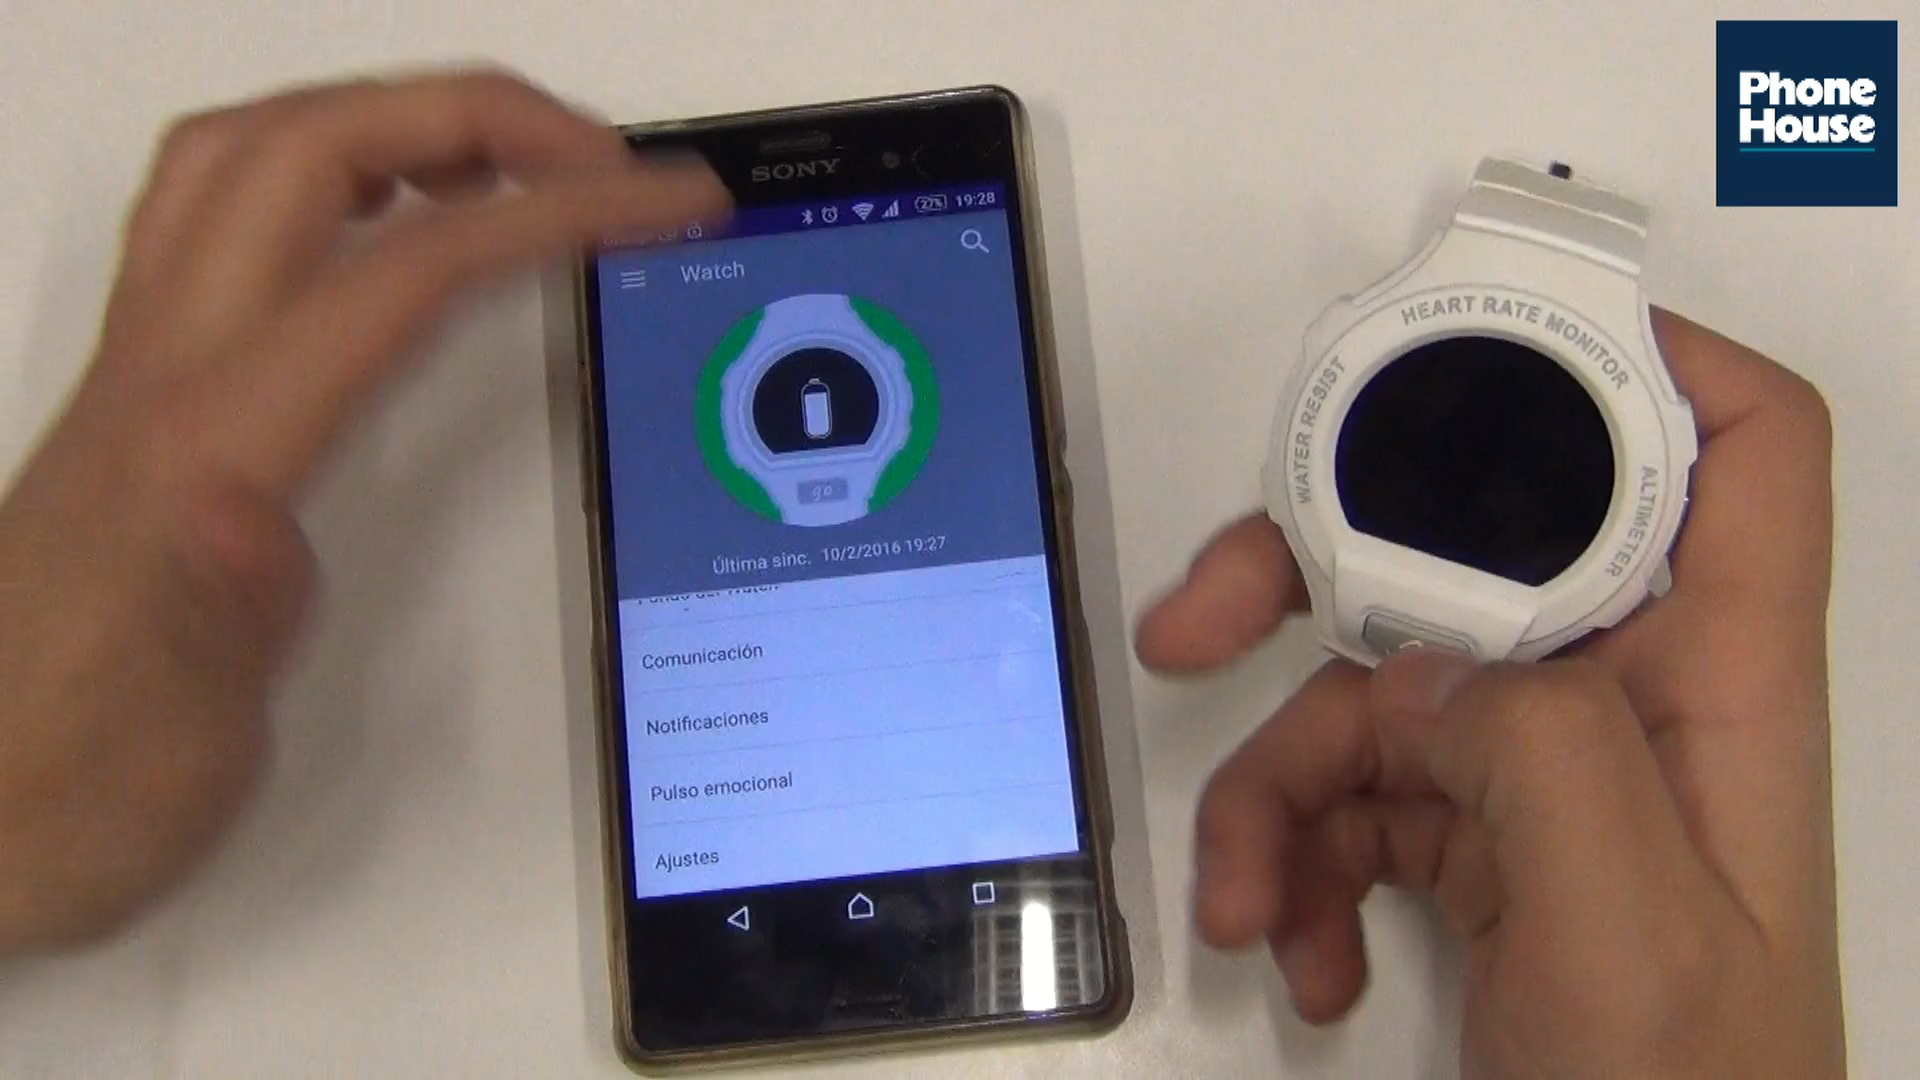 Phone
House
SONY
27% 19:28
Watch
go
Última sinc. 10/2/2016 19:27
Comunicación
Notificaciones
Pulso emocional
Ajustes
HEART RATE MONITOR
WATER RESIST
ALTIMETER